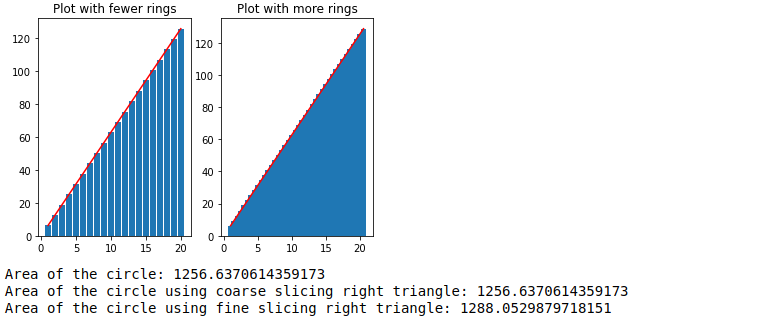 Plot with fewer rings
Plot with more rings
120
100
80
60
40
20
0
0 5 10 15 20
120
100
80
60
40
20
0
0 5 10 15 20
Area of the circle: 1256.6370614359173
Area of the circle using coarse slicing right triangle: 1256.6370614359173
Area of the circle using fine slicing right triangle: 1288.0529879718151